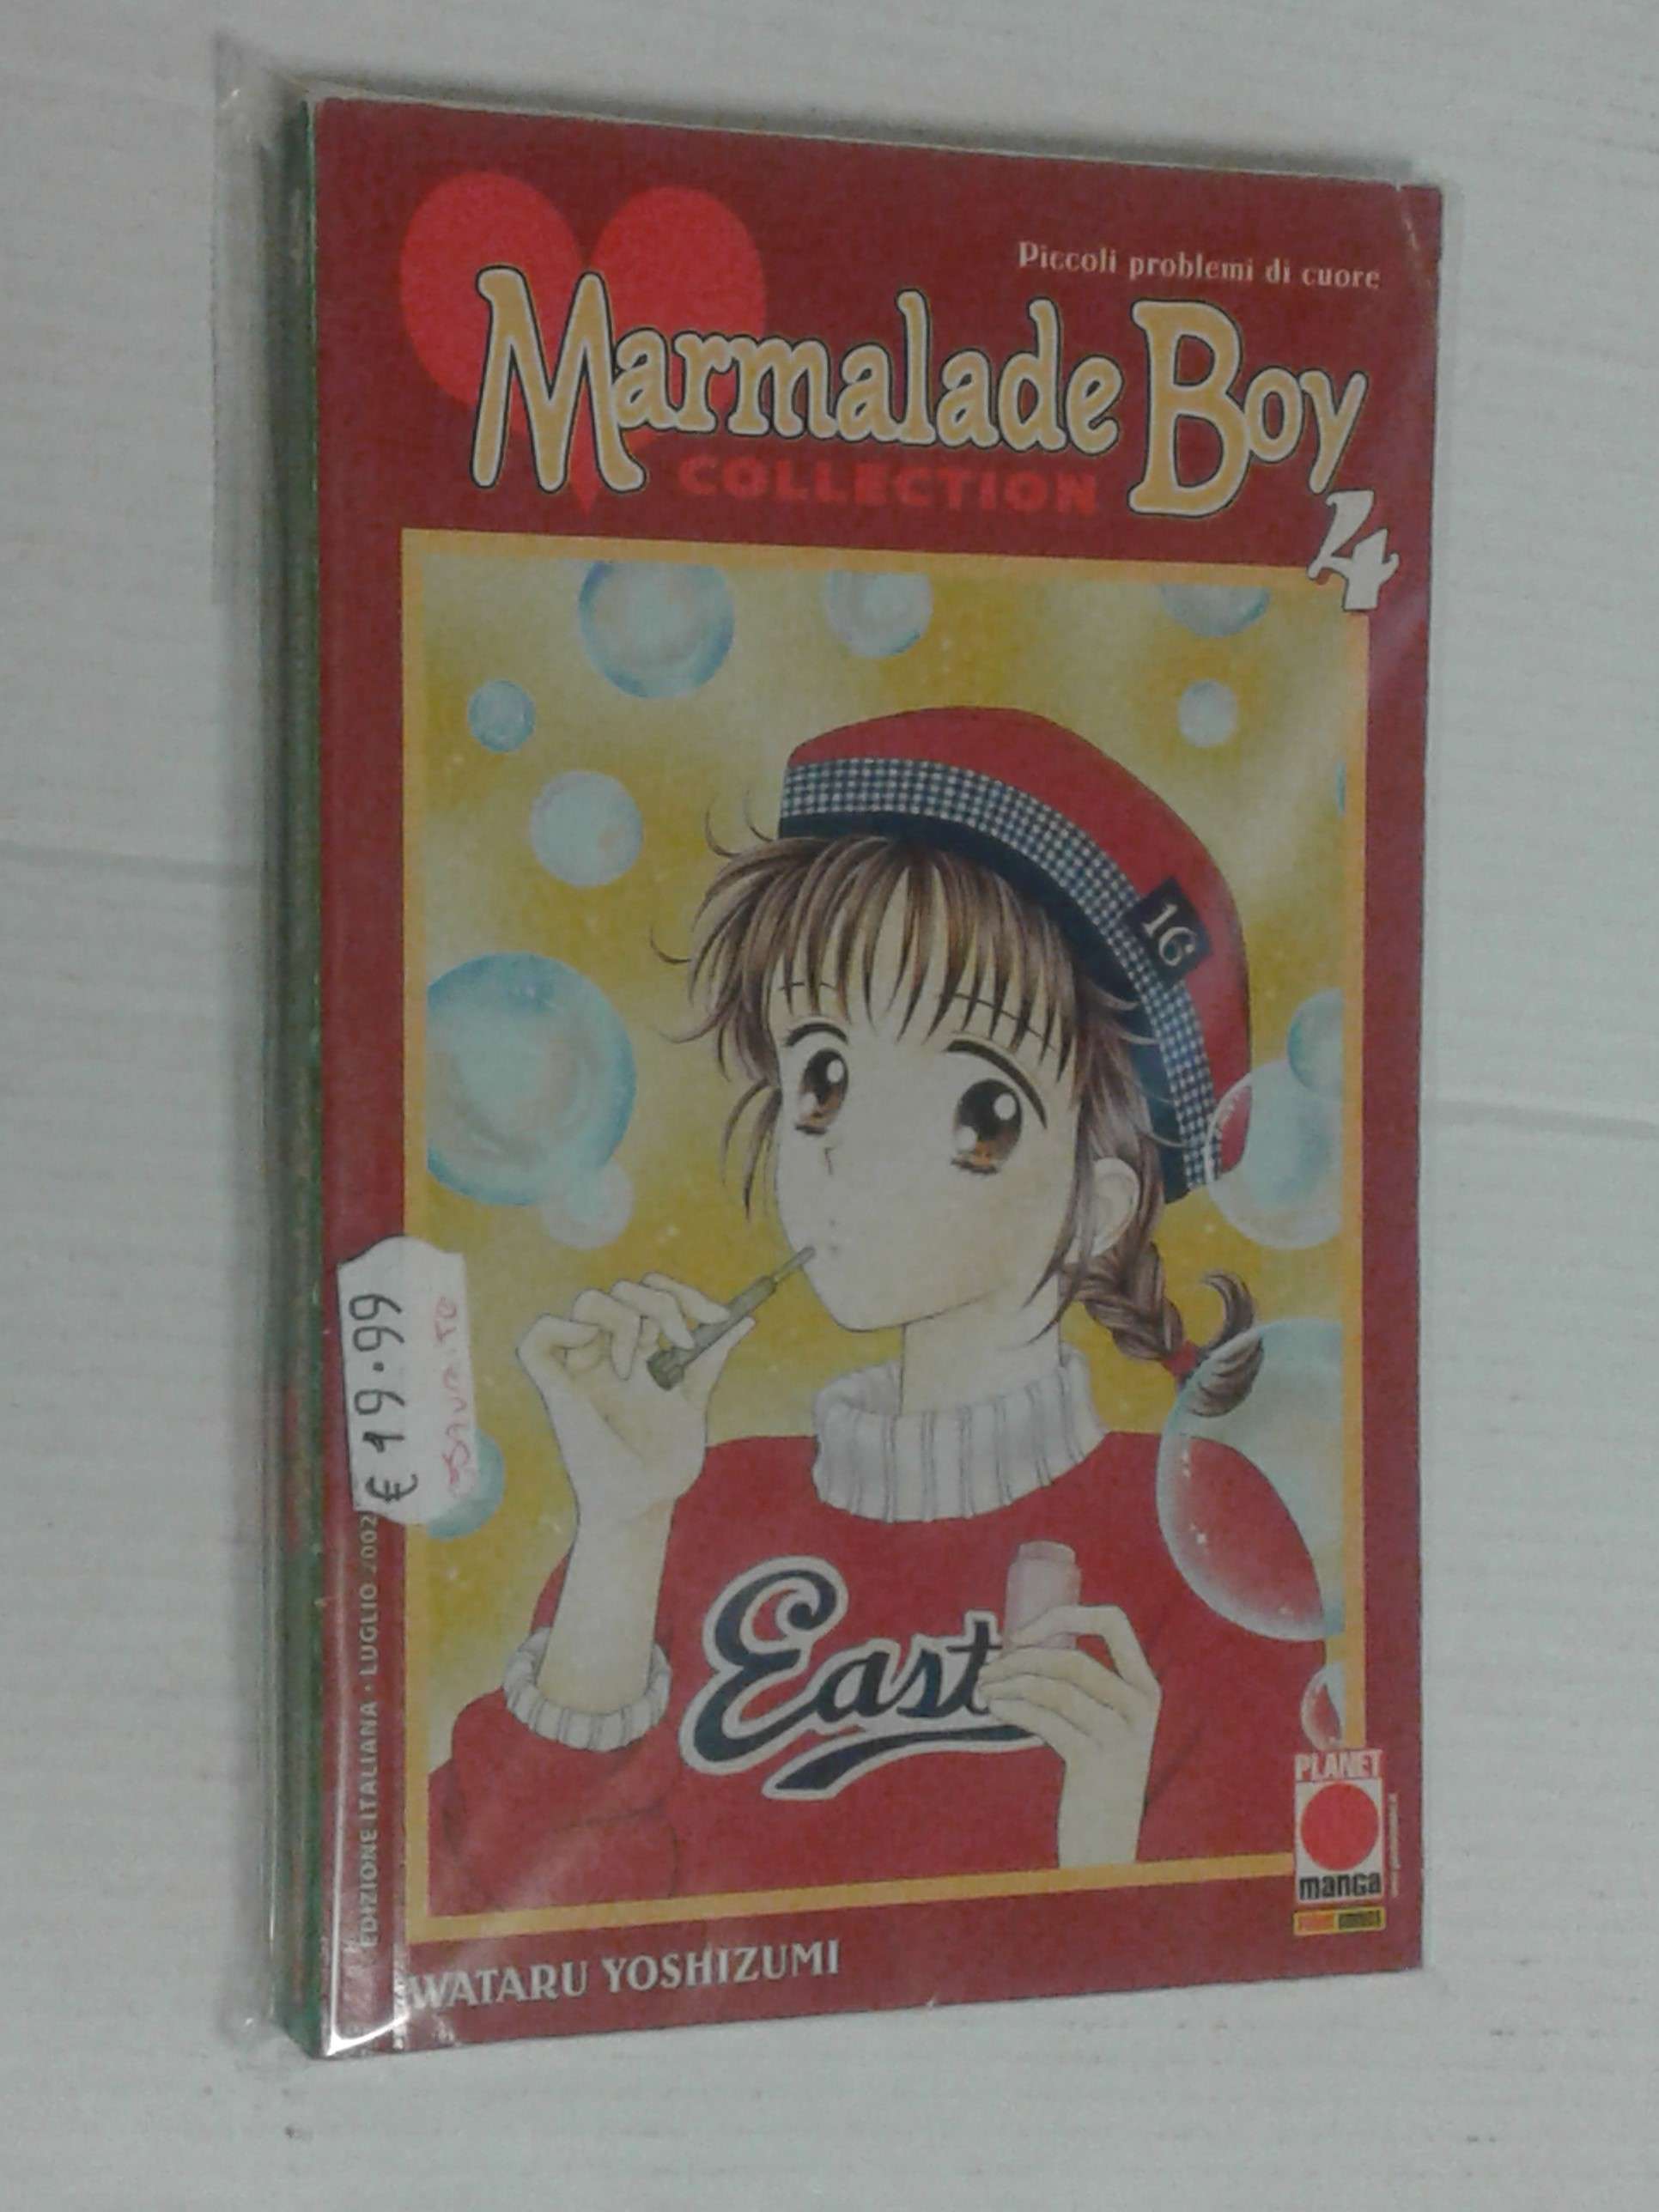 Piccoli problemi di cuore
Marmalade Boy
COLLECTION
4
16
€ 19.99
ESAURITO
East
EDIZIONE ITALIANA • LUGLIO 2002
PLANET
manga
WATARU YOSHIZUMI